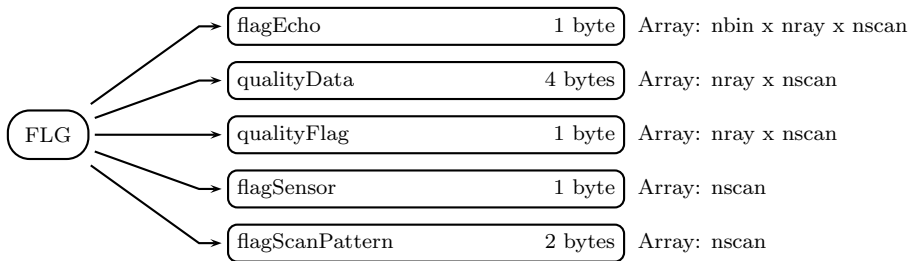 flagEcho 1 byte Array: nbin x nray x nscan
qualityData 4 bytes Array: nray x nscan
FLG qualityFlag 1 byte Array: nray x nscan
flagSensor 1 byte Array: nscan
flagScanPattern 2 bytes Array: nscan